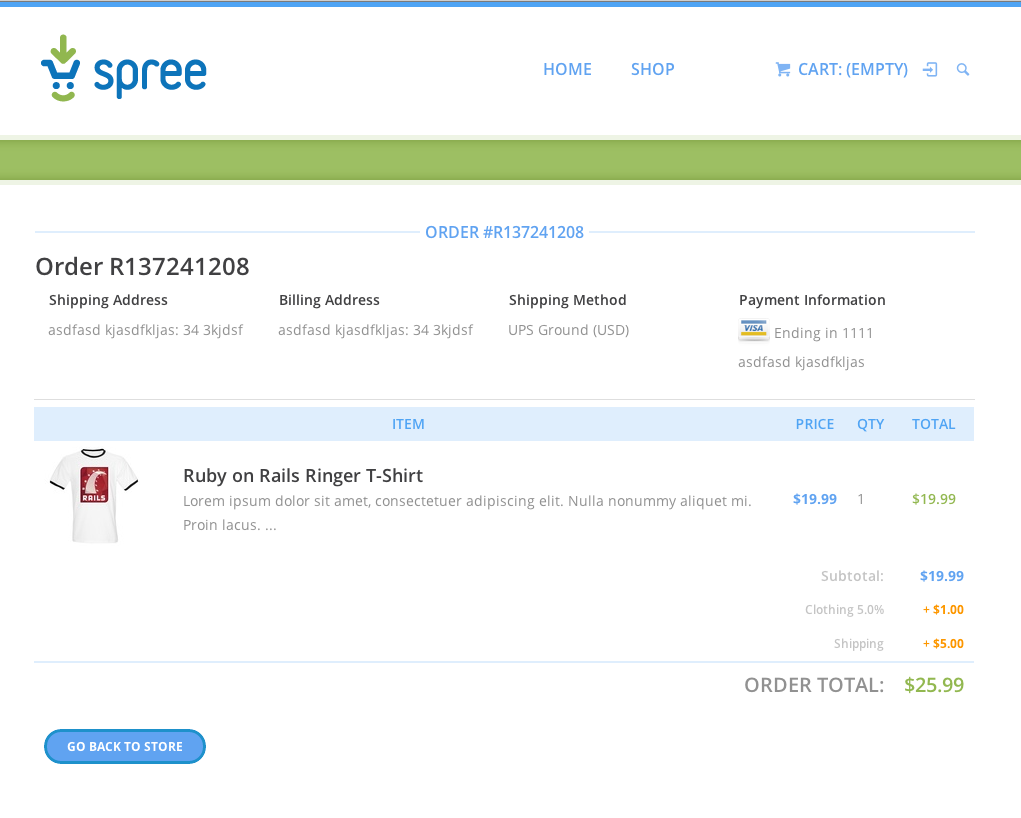 spree
HOME SHOP CART: (EMPTY)
ORDER #R137241208
Order R137241208
Shipping Address Billing Address Shipping Method Payment Information
asdfasd kjasdfkljas: 34 3kjdsf asdfasd kjasdfkljas: 34 3kjdsf UPS Ground (USD) VISA Ending in 1111
asdfasd kjasdfkljas
ITEM PRICE QTY TOTAL
RAILS
Ruby on Rails Ringer T-Shirt
Lorem ipsum dolor sit amet, consectetuer adipiscing elit. Nulla nonummy aliquet mi. $19.99 1 $19.99
Proin lacus. ...
Subtotal: $19.99
Clothing 5.0% + $1.00
Shipping + $5.00
ORDER TOTAL: $25.99
GO BACK TO STORE